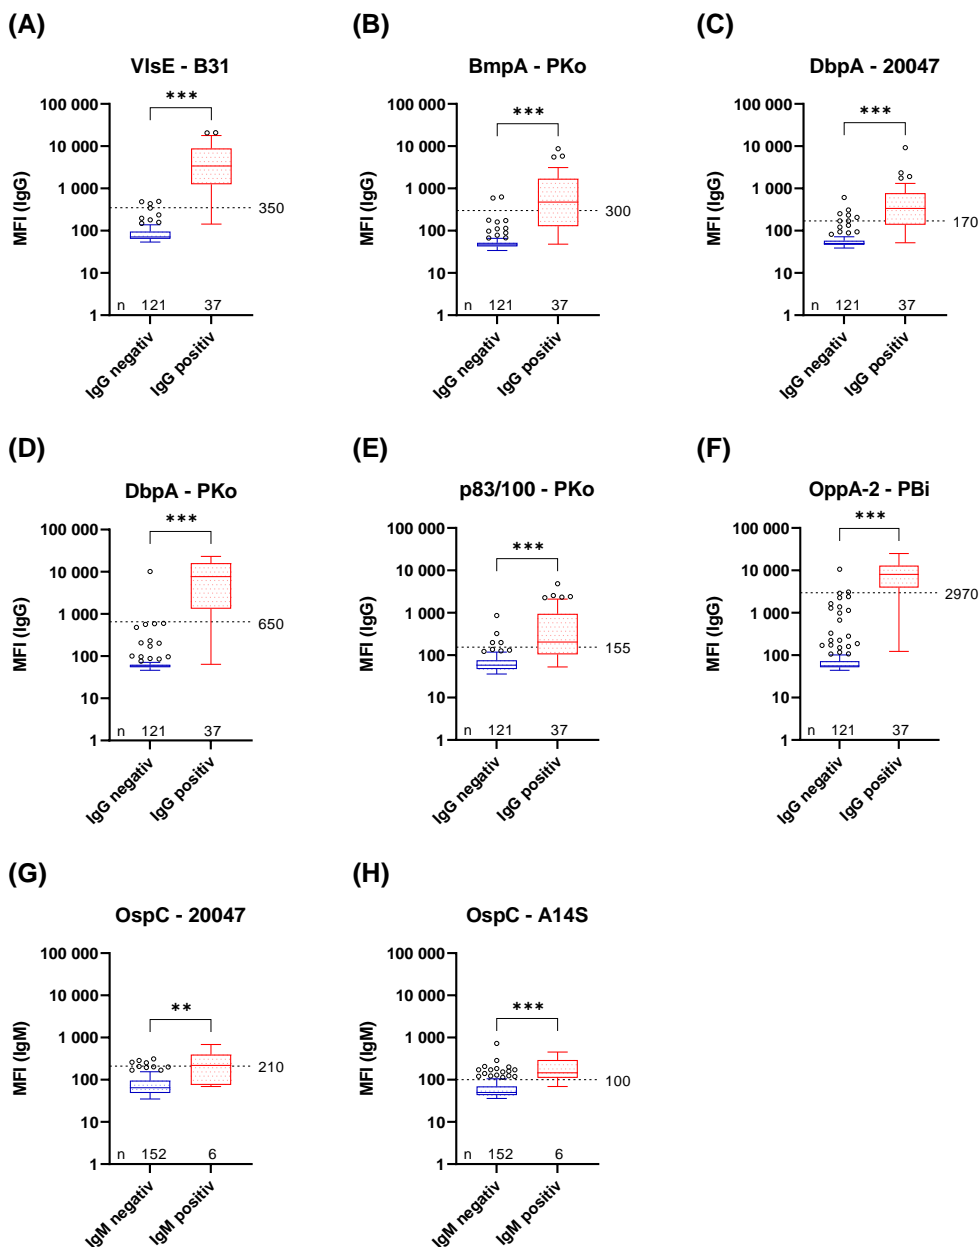 (A)
VlsE - B31
***
100 000
10 000
1 000
100
10
1
MFI (IgG)
350
n 121 37
IgG negativ
IgG positiv
(B)
BmpA - PKo
***
100 000
10 000
1 000
100
10
1
MFI (IgG)
300
n 121 37
IgG negativ
IgG positiv
(C)
DbpA - 20047
***
100 000
10 000
1 000
100
10
1
MFI (IgG)
170
n 121 37
IgG negativ
IgG positiv
(D)
DbpA - PKo
***
100 000
10 000
1 000
100
10
1
MFI (IgG)
650
n 121 37
IgG negativ
IgG positiv
(E)
p83/100 - PKo
***
100 000
10 000
1 000
100
10
1
MFI (IgG)
155
n 121 37
IgG negativ
IgG positiv
(F)
OppA-2 - PBi
***
100 000
10 000
1 000
100
10
1
MFI (IgG)
2970
n 121 37
IgG negativ
IgG positiv
(G)
OspC - 20047
**
100 000
10 000
1 000
100
10
1
MFI (IgM)
210
n 152 6
IgM negativ
IgM positiv
(H)
OspC - A14S
***
100 000
10 000
1 000
100
10
1
MFI (IgM)
100
n 152 6
IgM negativ
IgM positiv